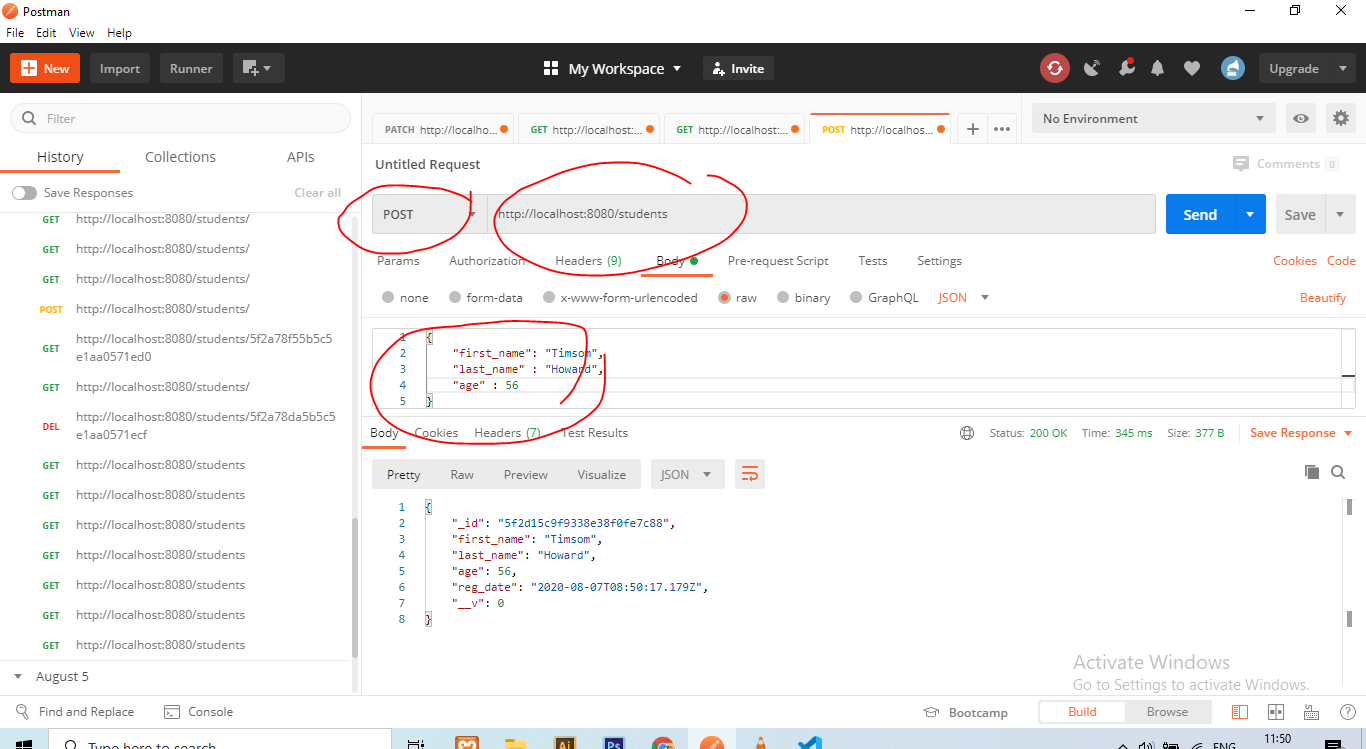 Postman
File Edit View Help
New Import Runner My Workspace Invite Upgrade
Filter
History Collections APIs
Save Responses Clear all
GET http://localhost:8080/students/
GET http://localhost:8080/students/
GET http://localhost:8080/students/
POST http://localhost:8080/students/
GET http://localhost:8080/students/5f2a78f55b5c5
e1aa0571ed0
GET http://localhost:8080/students/
DEL http://localhost:8080/students/5f2a78da5b5c5
e1aa0571ecf
GET http://localhost:8080/students
GET http://localhost:8080/students
GET http://localhost:8080/students
GET http://localhost:8080/students
GET http://localhost:8080/students
GET http://localhost:8080/students
GET http://localhost:8080/students
August 5
PATCH http://localho... GET http://localhost:... GET http://localhost:... POST http://localhos... No Environment
Untitled Request Comments 0
POST http://localhost:8080/students Send Save
Params Authorization Headers (9) Body Pre-request Script Tests Settings Cookies Code
none form-data x-www-form-urlencoded raw binary GraphQL JSON Beautify
1 {
2 "first_name": "Timsom",
3 "last_name" : "Howard",
4 "age" : 56
5 }
Body Cookies Headers (7) Test Results Status: 200 OK Time: 345 ms Size: 377 B Save Response
Pretty Raw Preview Visualize JSON
1 {
2 "_id": "5f2d15c9f9338e38f0fe7c88",
3 "first_name": "Timsom",
4 "last_name": "Howard",
5 "age": 56,
6 "reg_date": "2020-08-07T08:50:17.179Z",
7 "__v": 0
8 }
Activate Windows
Go to Settings to activate Windows.
Find and Replace Console Bootcamp Build Browse
Type here to search Ai Ps ENG 11:50